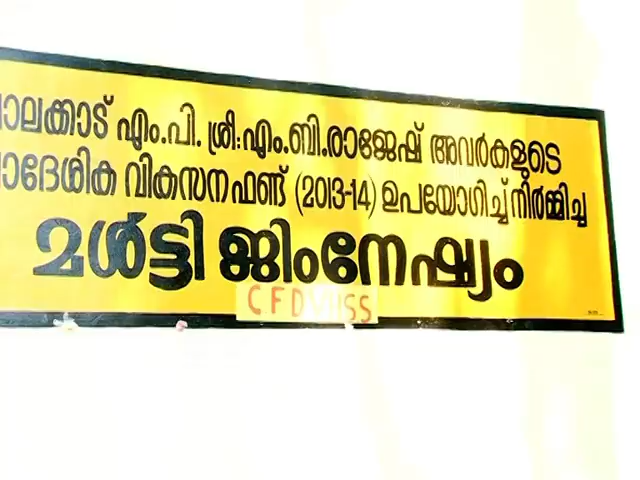 പാലക്കാട് എം.പി. ശ്രീ:എം.ബി.രാജേഷ് അവർകളുടെ
പ്രാദേശിക വികസനഫണ്ട് (2013-14) ഉപയോഗിച്ച് നിർമ്മിച്ച
മൾട്ടി ജിംനേഷ്യം
CFDVHSS